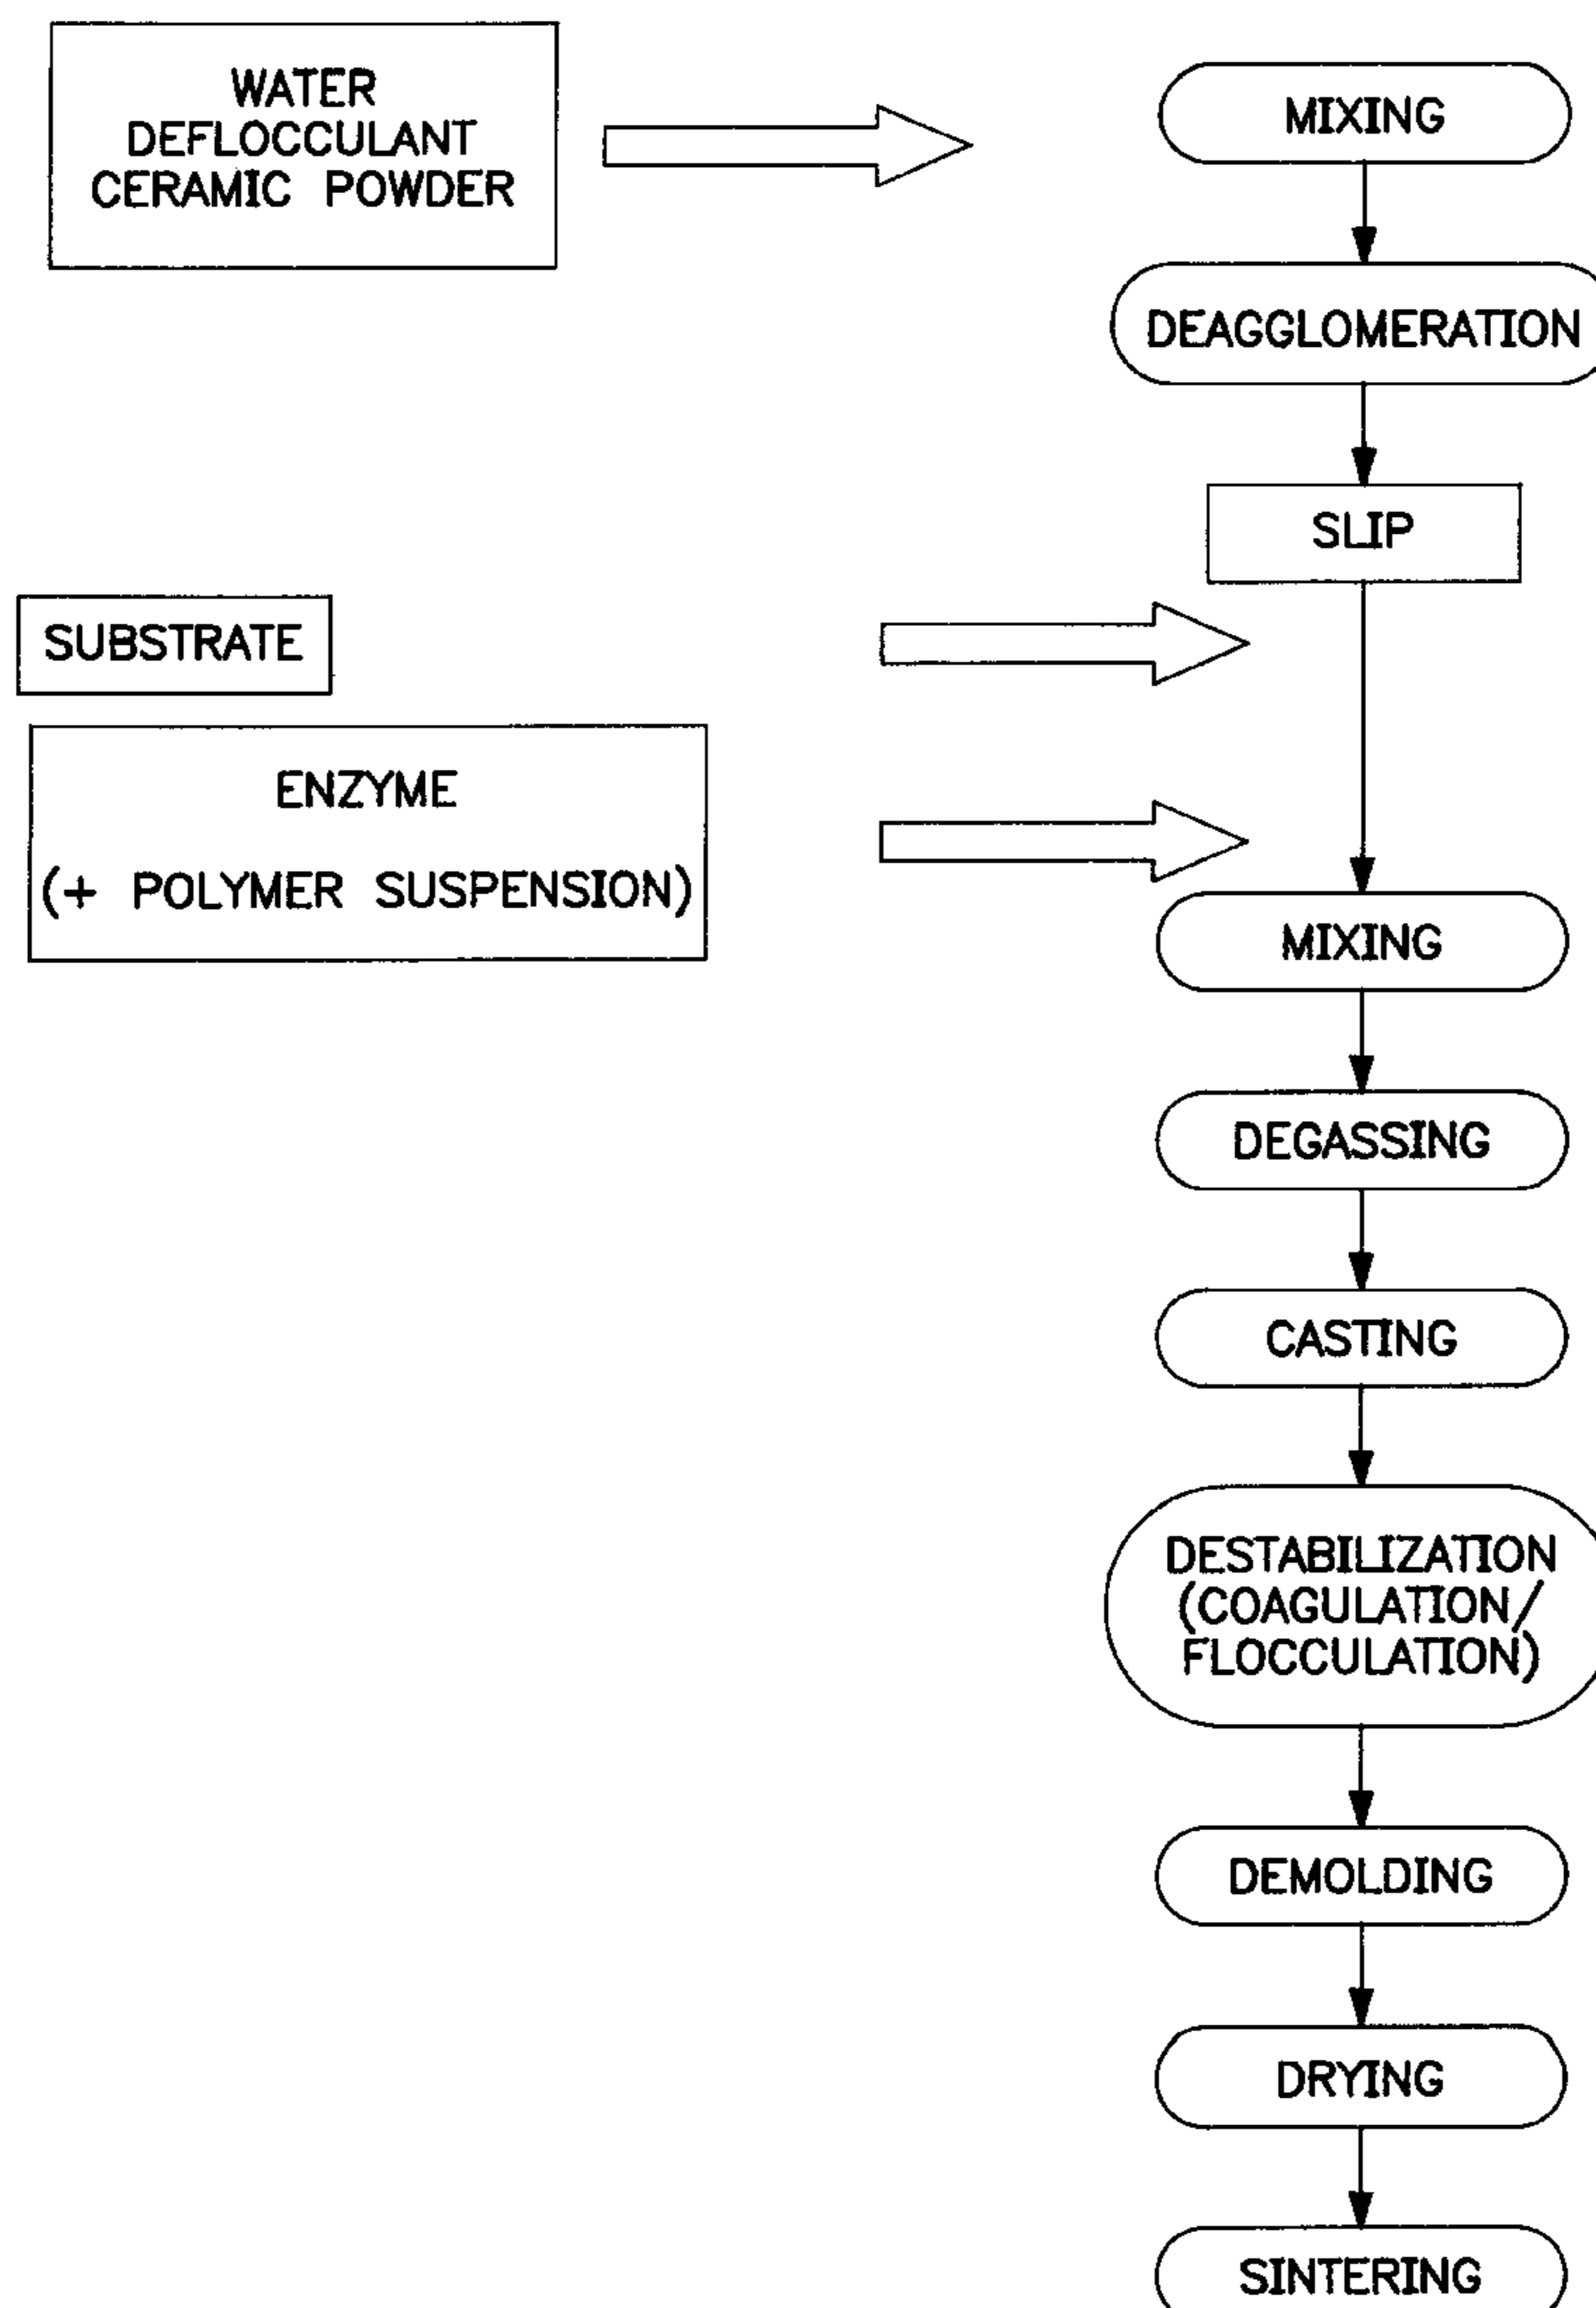 WATER
DEFLOCCULANT
CERAMIC POWDER
MIXING
DEAGGLOMERATION
SLIP
SUBSTRATE
ENZYME
(+ POLYMER SUSPENSION)
MIXING
DEGASSING
CASTING
DESTABILIZATION
(COAGULATION/
FLOCCULATION)
DEMOLDING
DRYING
SINTERING